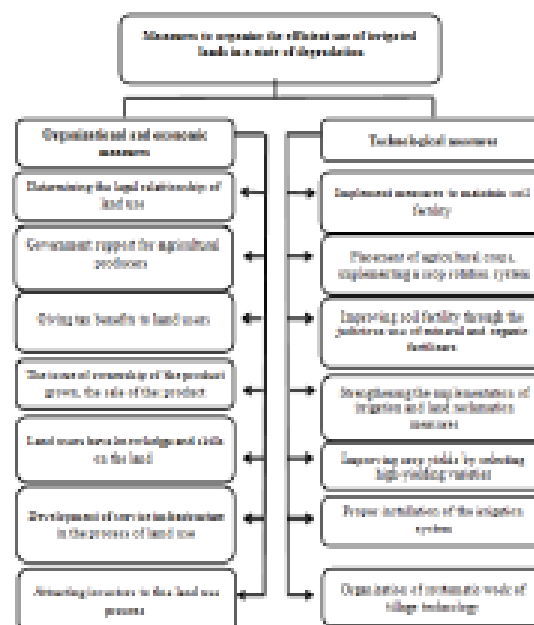 Measures to organize the efficient use of irrigated
lands in a state of degradation
Organizational and economic
measures
Technological measures
Determining the legal relationship of
land use
Implement measures to maintain soil
fertility
Government support for agricultural
producers
Placement of agricultural crops,
implementing a crop rotation system
Giving tax benefits to land users
Improving soil fertility through the
judicious use of mineral and organic
fertilizers
The issue of ownership of the product
grown, the sale of the product
Strengthening the implementation of
irrigation and land reclamation
measures
Land users have knowledge and skills
on the land
Improving crop yields by selecting
high-yielding varieties
Development of service infrastructure
in the process of land use
Proper installation of the irrigation
system
Attracting investors to the land use
process
Organization of systematic work of
tillage technology